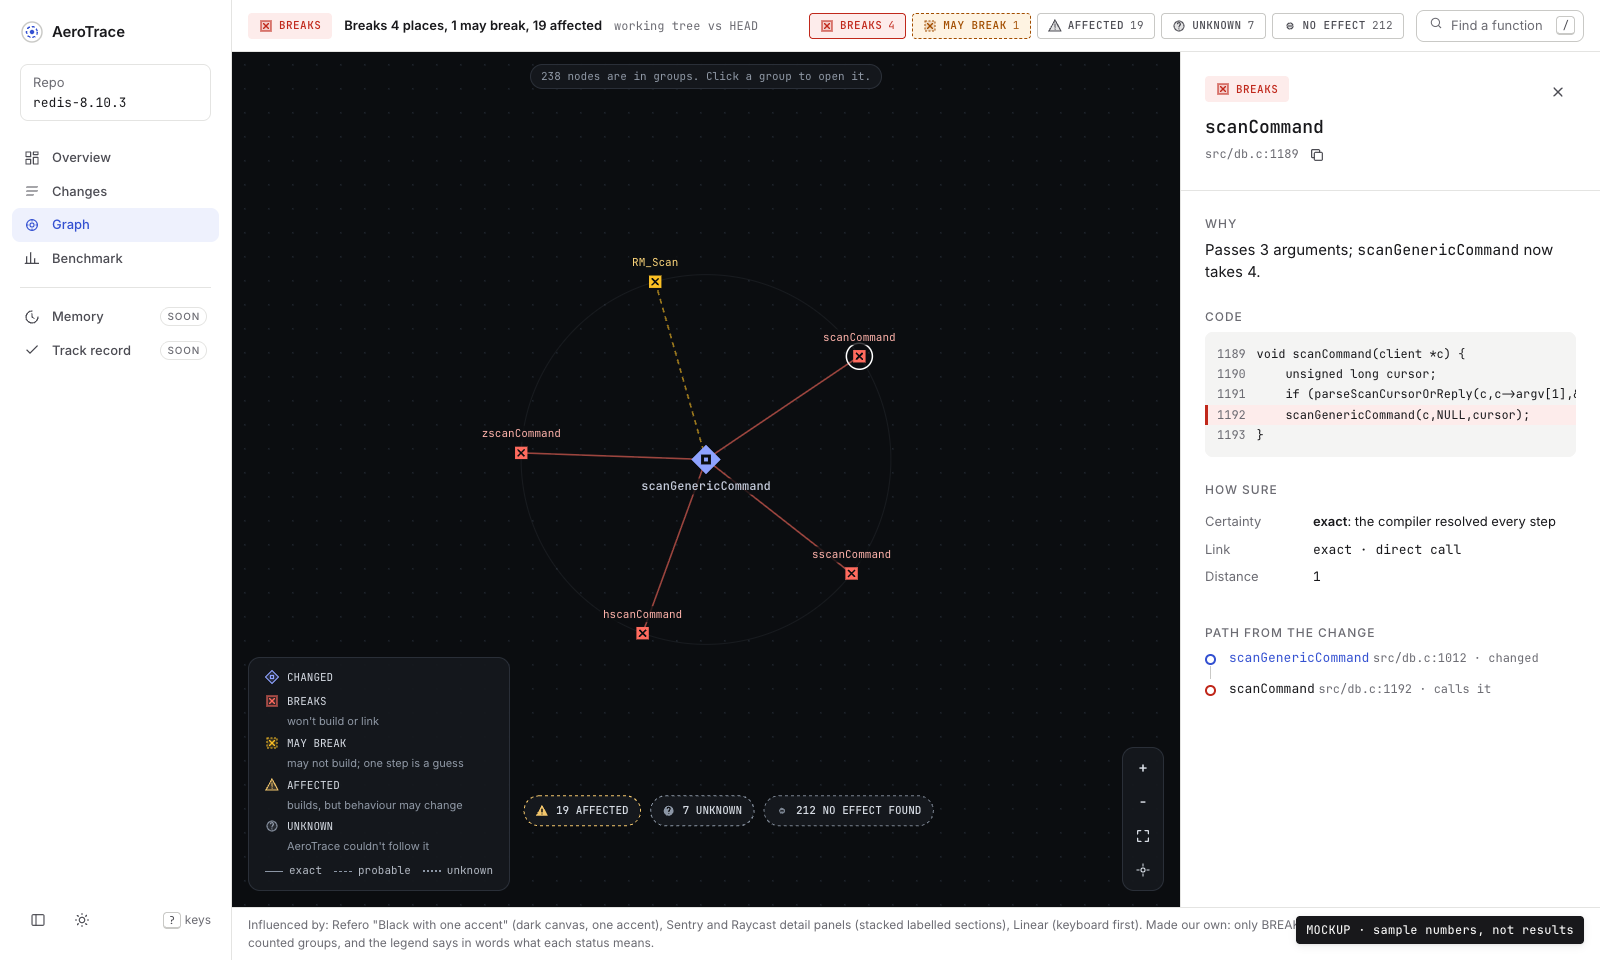 AeroTrace
Repo
redis-8.10.3
Overview
Changes
Graph
Benchmark
Memory SOON
Track record SOON
? keys
BREAKS Breaks 4 places, 1 may break, 19 affected working tree vs HEAD
BREAKS 4 MAY BREAK 1 AFFECTED 19 UNKNOWN 7 NO EFFECT 212 Find a function /
238 nodes are in groups. Click a group to open it.
RM_Scan
scanCommand
zscanCommand
scanGenericCommand
sscanCommand
hscanCommand
CHANGED
BREAKS
won't build or link
MAY BREAK
may not build; one step is a guess
AFFECTED
builds, but behaviour may change
UNKNOWN
AeroTrace couldn't follow it
exact probable unknown
19 AFFECTED 7 UNKNOWN 212 NO EFFECT FOUND
+
-
BREAKS
scanCommand
src/db.c:1189
WHY
Passes 3 arguments; scanGenericCommand now
takes 4.
CODE
1189 void scanCommand(client *c) {
1190 unsigned long cursor;
1191 if (parseScanCursorOrReply(c,c->argv[1],&
1192 scanGenericCommand(c,NULL,cursor);
1193 }
HOW SURE
Certainty exact: the compiler resolved every step
Link exact · direct call
Distance 1
PATH FROM THE CHANGE
scanGenericCommand src/db.c:1012 · changed
scanCommand src/db.c:1192 · calls it
Influenced by: Refero "Black with one accent" (dark canvas, one accent), Sentry and Raycast detail panels (stacked labelled sections), Linear (keyboard first). Made our own: only
counted groups, and the legend says in words what each status means.
MOCKUP · sample numbers, not results